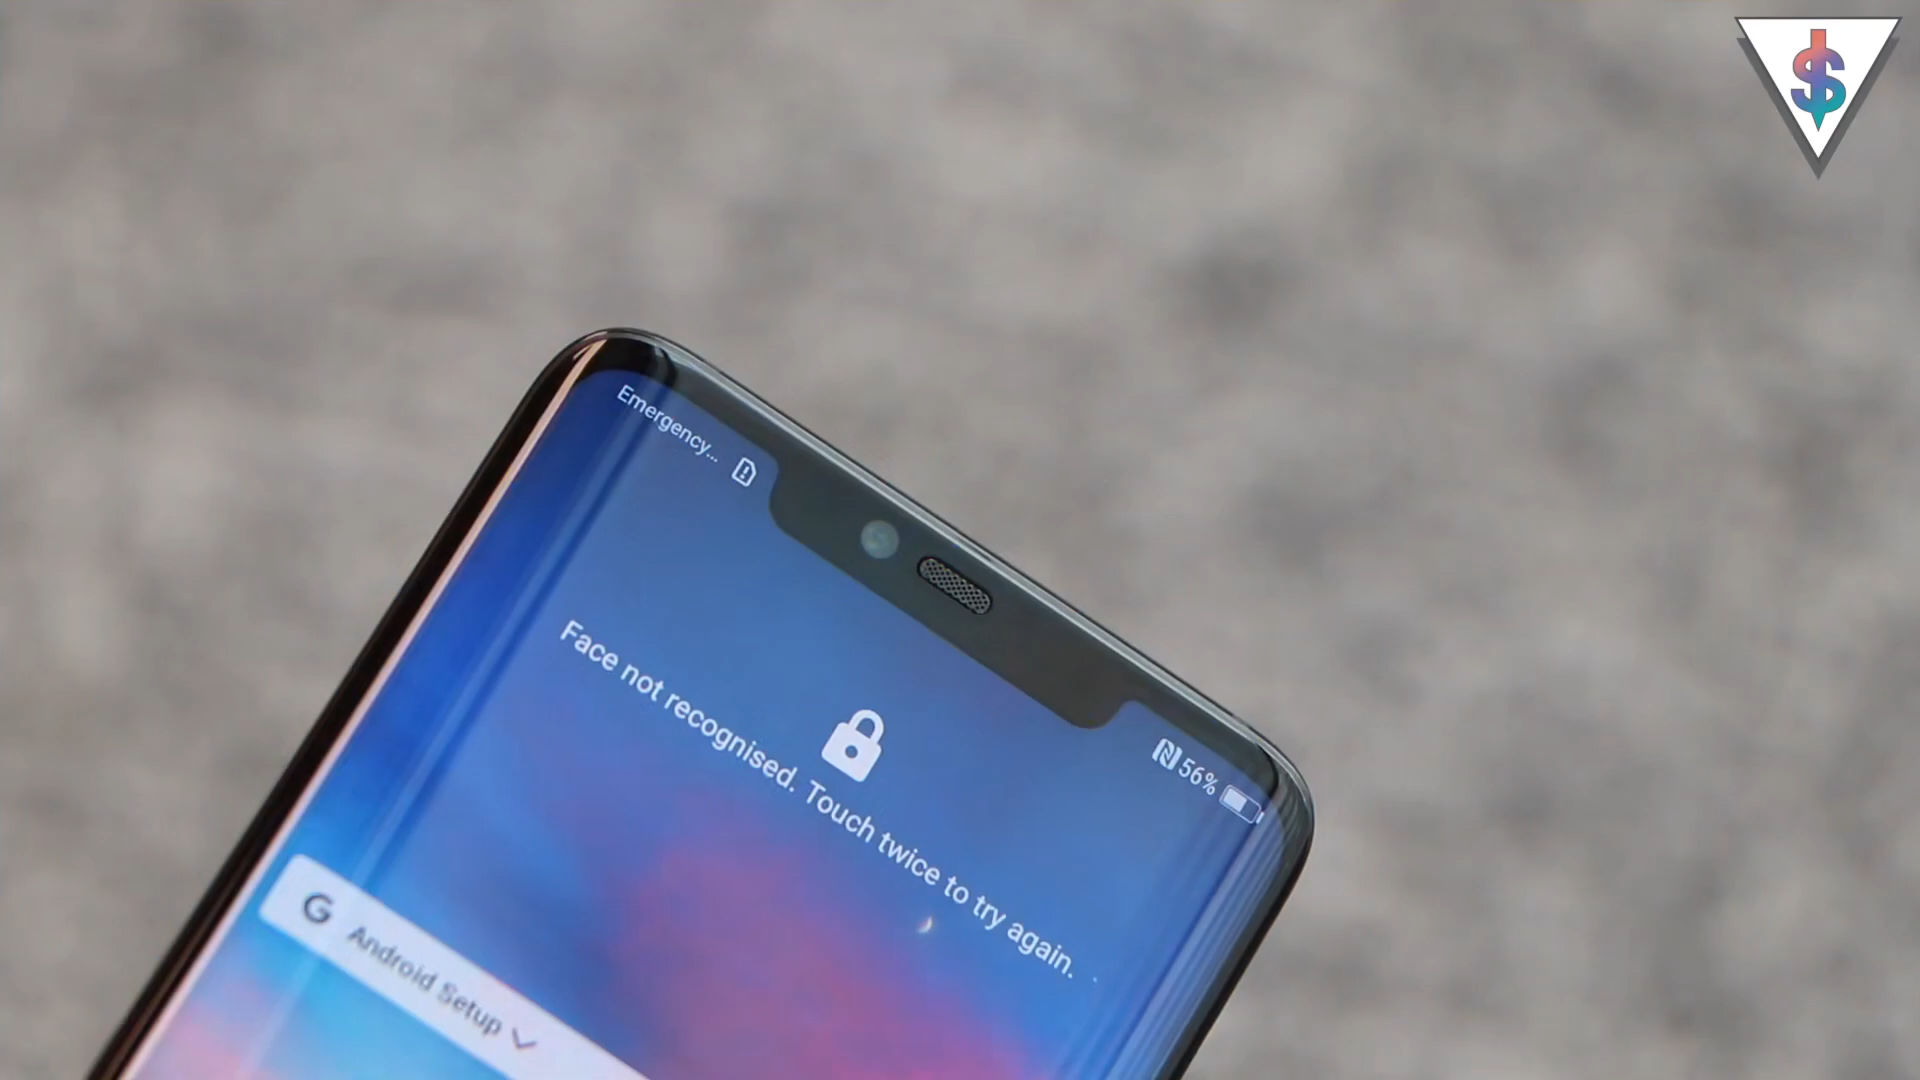 $
Emergency...
56%
Face not recognised. Touch twice to try again.
G Android Setup